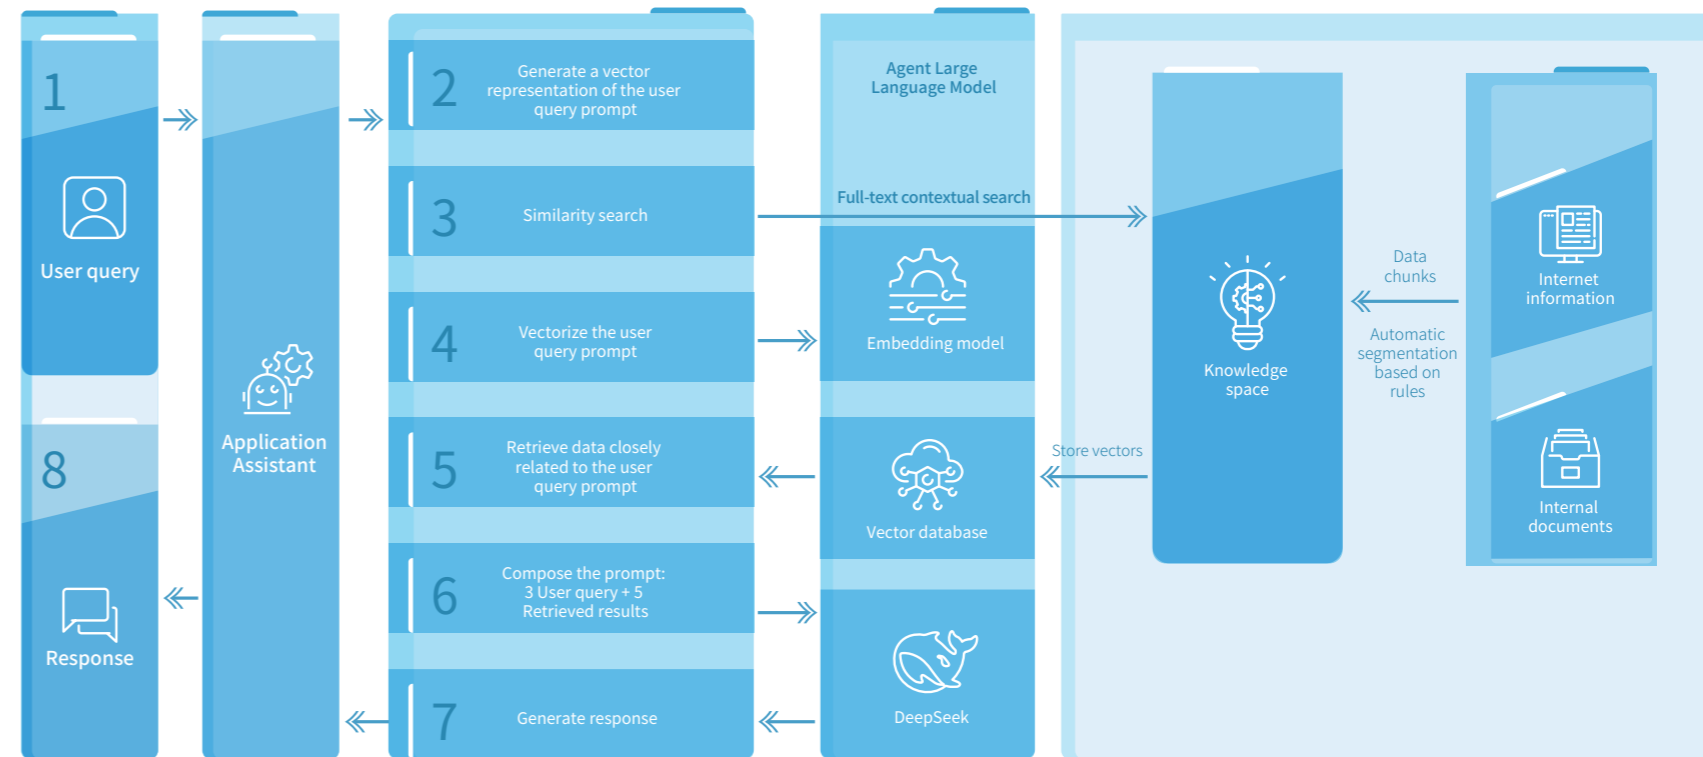 1
User query
8
Response
Application
Assistant
2
Generate a vector
representation of the user
query prompt
3
Similarity search
4
Vectorize the user
query prompt
5
Retrieve data closely
related to the user
query prompt
6
Compose the prompt:
3 User query + 5
Retrieved results
7
Generate response
Agent Large
Language Model
Full-text contextual search
Embedding model
Vector database
DeepSeek
Store vectors
Knowledge
space
Data
chunks
Automatic
segmentation
based on
rules
Internet
information
Internal
documents